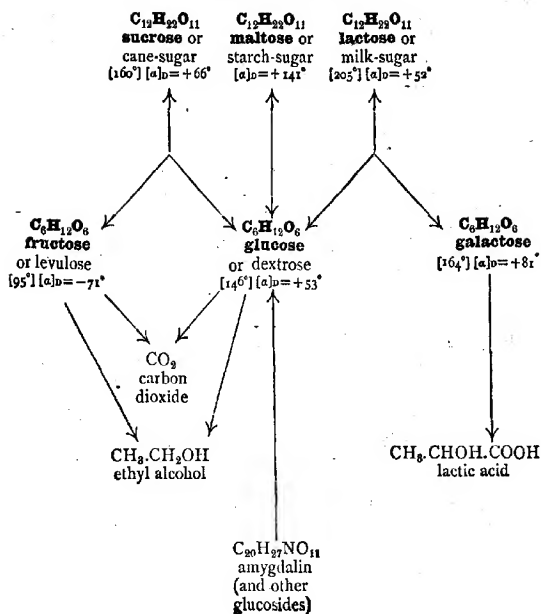 C₁₂H₂₂O₁₁
sucrose or
cane-sugar
[160°] [α]D=+66°
C₁₂H₂₂O₁₁
maltose or
starch-sugar
[α]D=+141°
C₁₂H₂₂O₁₁
lactose or
milk-sugar
[205°] [α]D=+52°
C₆H₁₂O₆
fructose
or levulose
[95°] [α]D=−71°
C₆H₁₂O₆
glucose
or dextrose
[146°] [α]D=+53°
C₆H₁₂O₆
galactose
[164°] [α]D=+81°
CO₂
carbon
dioxide
CH₃.CH₂OH
ethyl alcohol
CH₃.CHOH.COOH
lactic acid
C₂₀H₂₇NO₁₁
amygdalin
(and other
glucosides)